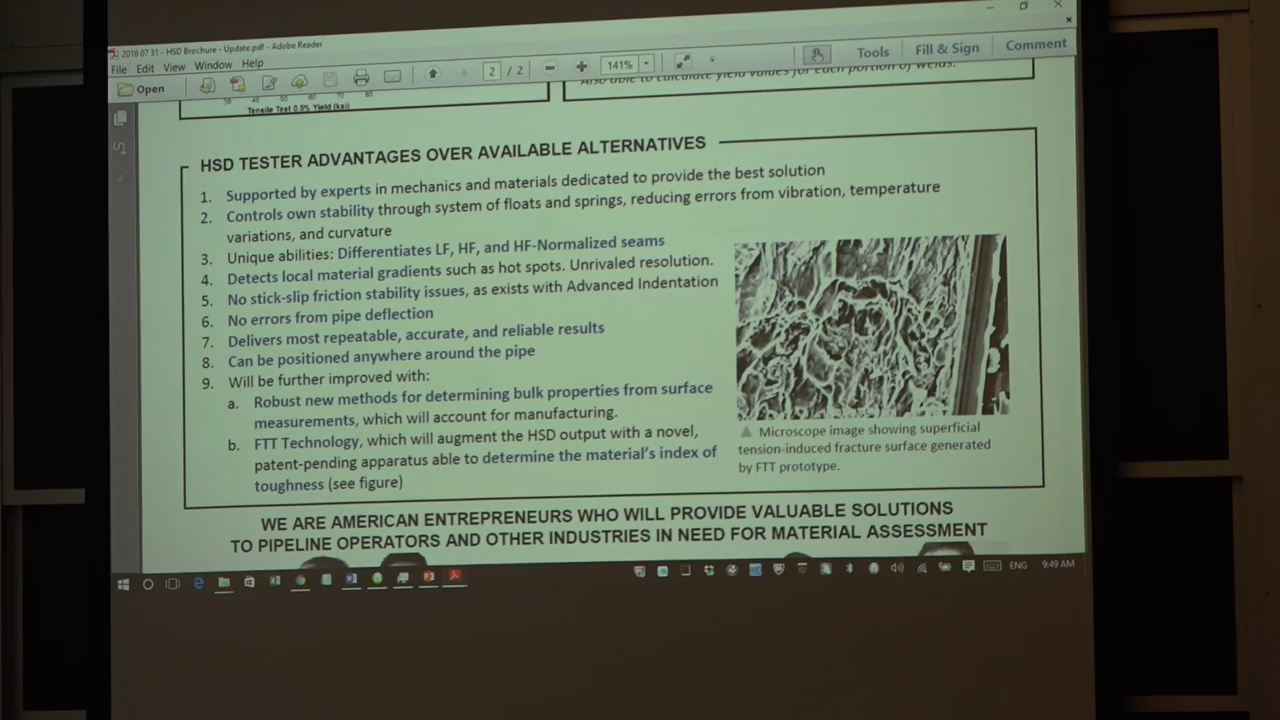 2016 07 31 - HSD Brochure - Update.pdf - Adobe Reader
File Edit View Window Help
Open
2 / 2
141%
Tools
Fill & Sign
Comment
30 40 50 60 70 80
Tensile Test 0.5% Yield (ksi)
Also able to calculate yield values for each portion of welds.
HSD TESTER ADVANTAGES OVER AVAILABLE ALTERNATIVES
1. Supported by experts in mechanics and materials dedicated to provide the best solution
2. Controls own stability through system of floats and springs, reducing errors from vibration, temperature
variations, and curvature
3. Unique abilities: Differentiates LF, HF, and HF-Normalized seams
4. Detects local material gradients such as hot spots. Unrivaled resolution.
5. No stick-slip friction stability issues, as exists with Advanced Indentation
6. No errors from pipe deflection
7. Delivers most repeatable, accurate, and reliable results
8. Can be positioned anywhere around the pipe
9. Will be further improved with:
a. Robust new methods for determining bulk properties from surface
measurements, which will account for manufacturing.
b. FTT Technology, which will augment the HSD output with a novel,
patent-pending apparatus able to determine the material's index of
toughness (see figure)
Microscope image showing superficial
tension-induced fracture surface generated
by FTT prototype.
WE ARE AMERICAN ENTREPRENEURS WHO WILL PROVIDE VALUABLE SOLUTIONS
TO PIPELINE OPERATORS AND OTHER INDUSTRIES IN NEED FOR MATERIAL ASSESSMENT
ENG
9:49 AM